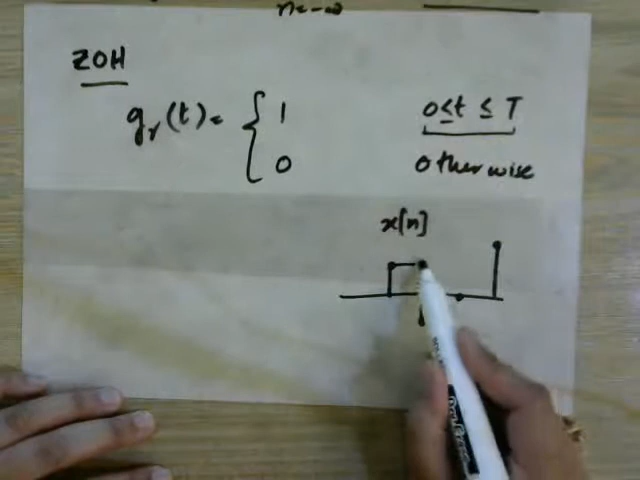 n=-∞
ZOH
gᵣ(t)= { 1 0≤t ≤ T
0 otherwise
x[n]